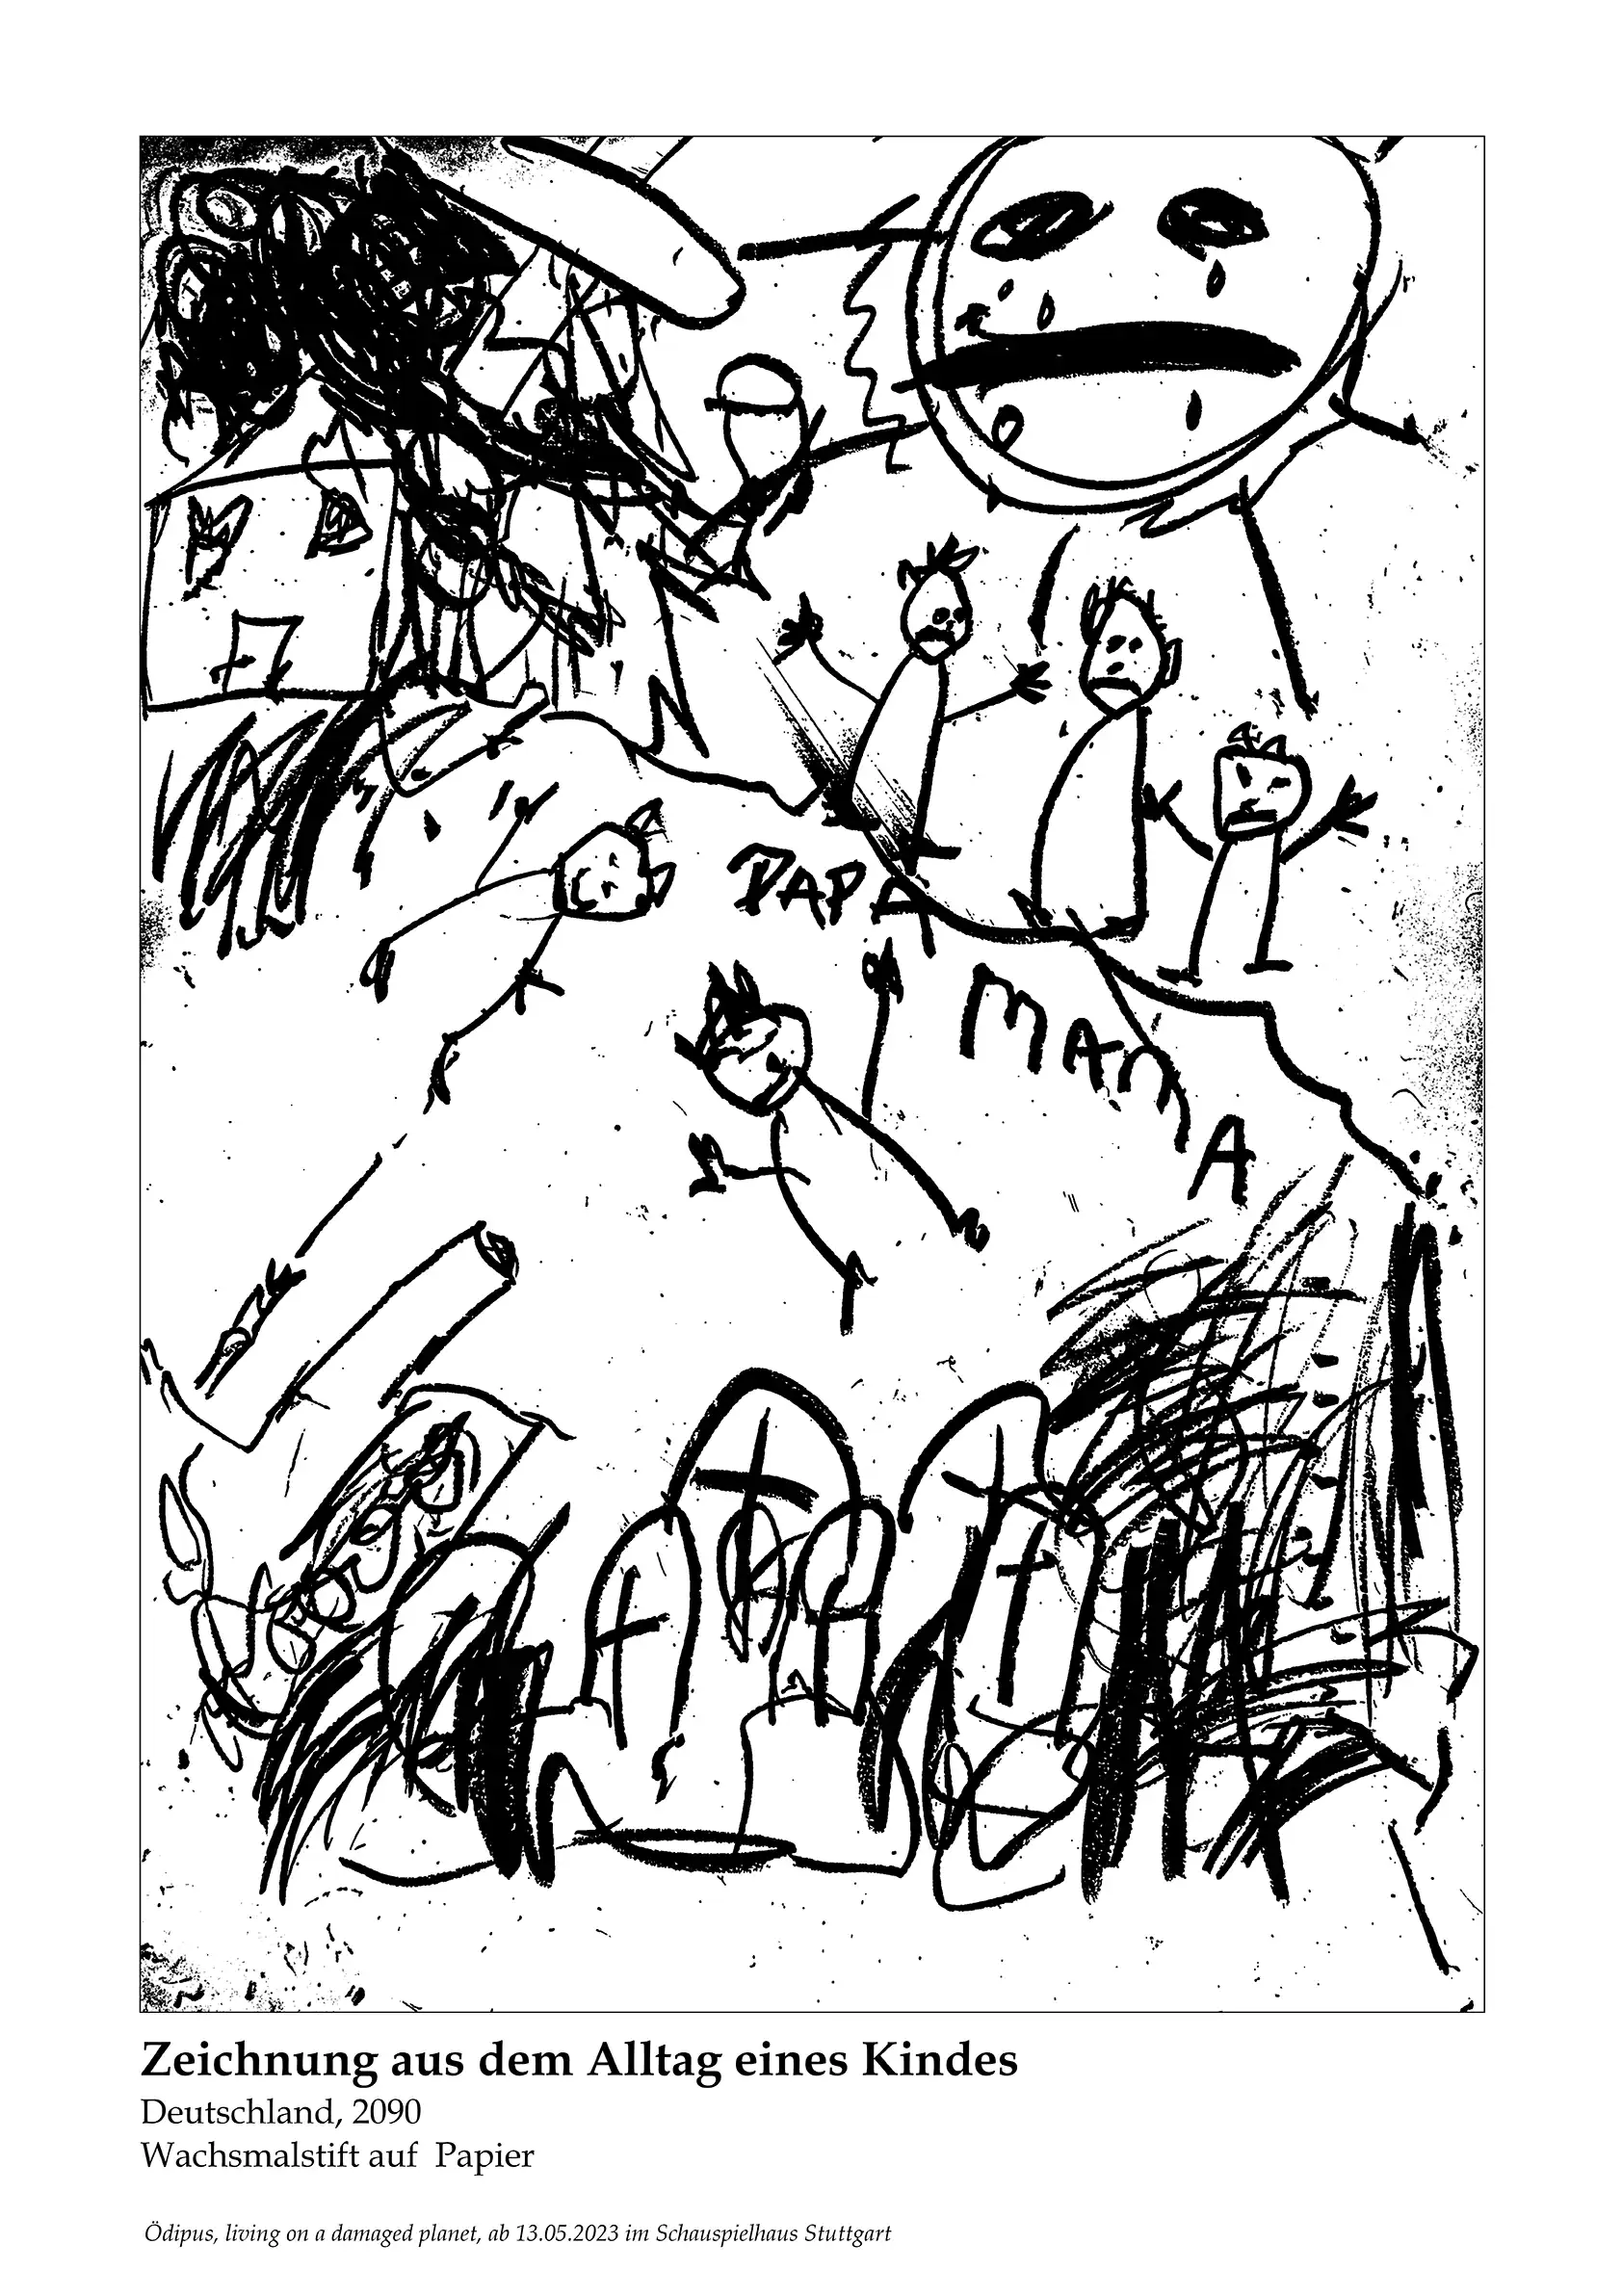 PAPA
MAMA
Zeichnung aus dem Alltag eines Kindes
Deutschland, 2090
Wachsmalstift auf Papier
Ödipus, living on a damaged planet, ab 13.05.2023 im Schauspielhaus Stuttgart